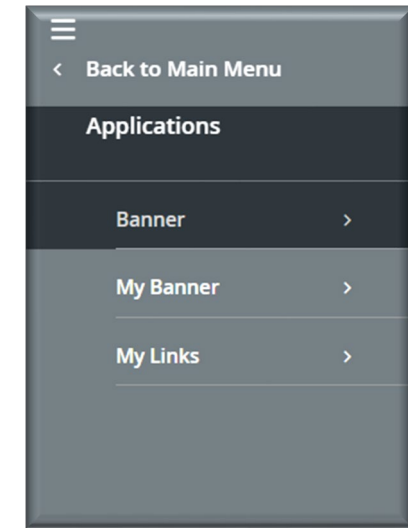 Back to Main Menu
Applications
Banner
My Banner
My Links